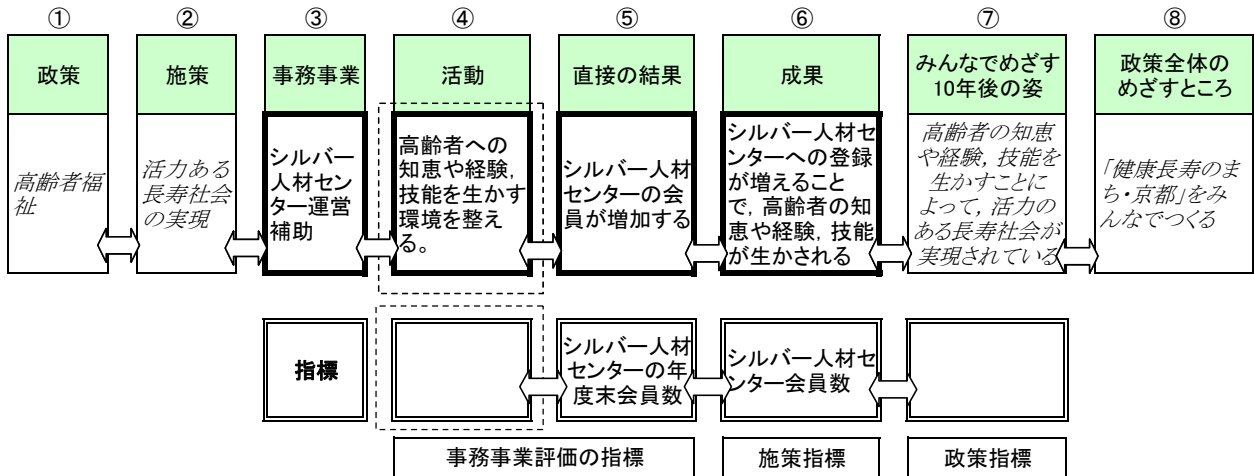 ① ② ③ ④ ⑤ ⑥ ⑦ ⑧
政策
施策
事務事業
活動
直接の結果
成果
みんなでめざす
10年後の姿
政策全体の
めざすところ
高齢者福
祉
活力ある
長寿社会
の実現
シルバー
人材セン
ター運営
補助
高齢者への
知恵や経験,
技能を生かす
環境を整え
る。
シルバー人材
センターの会
員が増加する
シルバー人材セ
ンターへの登録
が増えること
で, 高齢者の知
恵や経験, 技能
が生かされる
高齢者の知恵
や経験, 技能を
生かすことに
よって, 活力の
ある長寿社会が
実現されている
「健康長寿のま
ち・京都」をみ
んなでつくる
指標
シルバー人材
センターの年
度末会員数
シルバー人材セ
ンター会員数
事務事業評価の指標
施策指標
政策指標